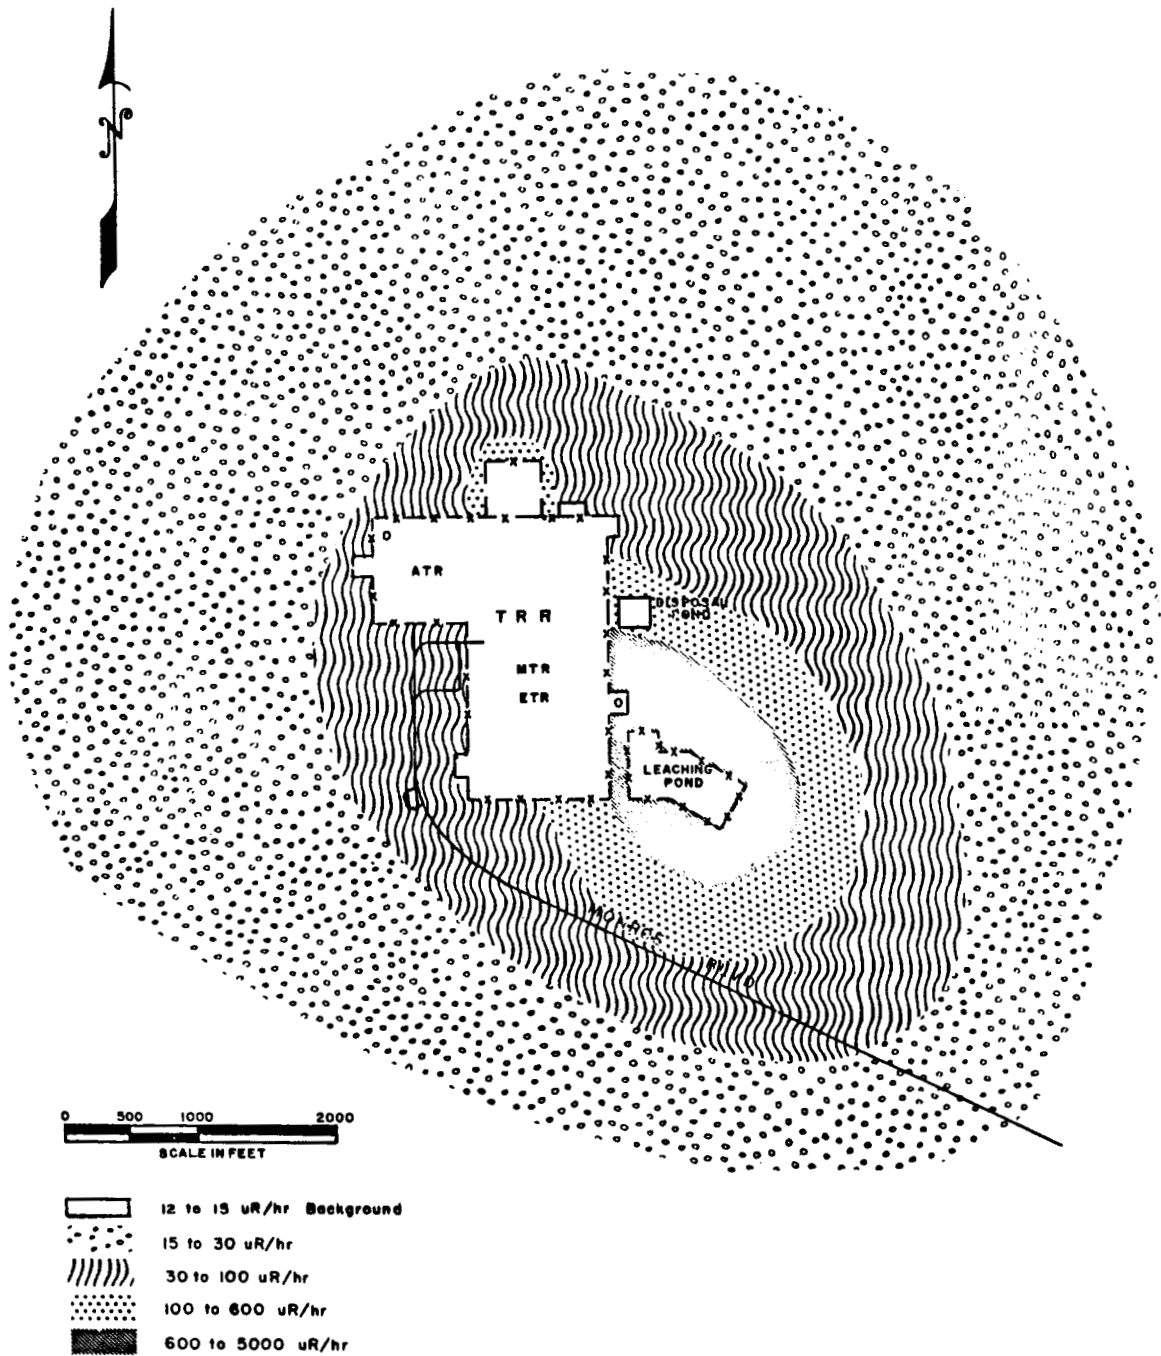 N
ATR
TRR
DISPOSAL
POND
MTR
ETR
LEACHING
POND
MONROE BLVD
0 500 1000 2000
SCALE IN FEET
12 to 15 uR/hr Background
15 to 30 uR/hr
30 to 100 uR/hr
100 to 600 uR/hr
600 to 5000 uR/hr